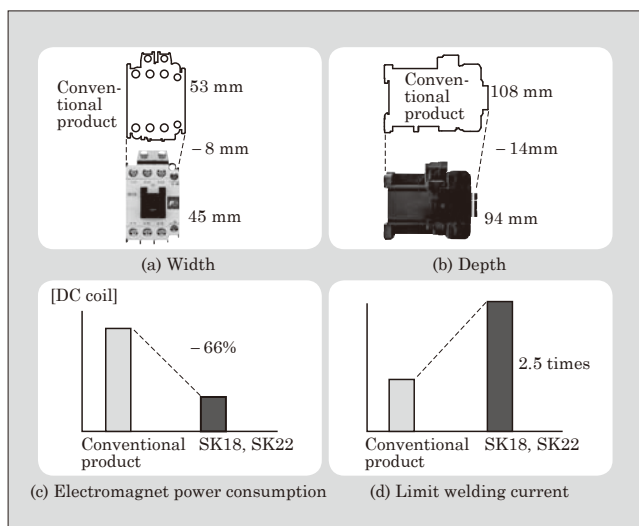 Conven-
tional
product
53 mm
– 8 mm
45 mm
(a) Width
Conven-
tional
product
108 mm
– 14mm
94 mm
(b) Depth
[DC coil]
– 66%
Conventional
product
SK18, SK22
(c) Electromagnet power consumption
2.5 times
Conventional
product
SK18, SK22
(d) Limit welding current